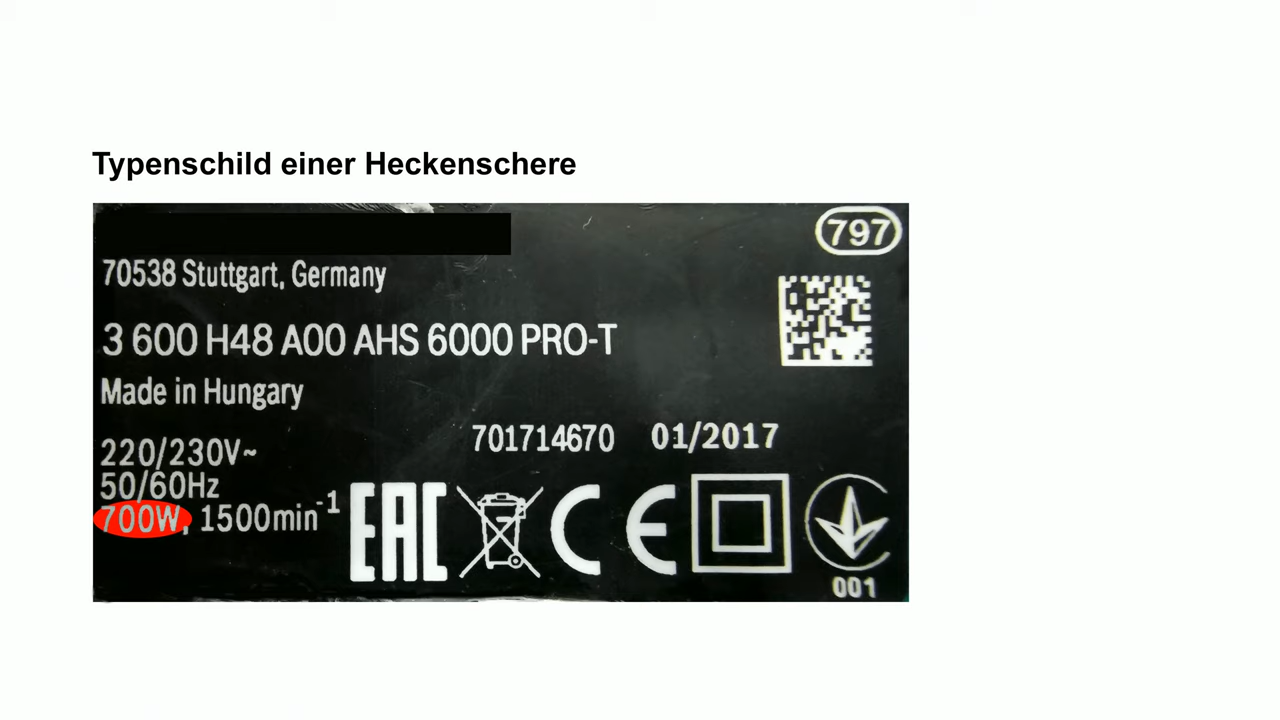 Typenschild einer Heckenschere
797
70538 Stuttgart, Germany
3 600 H48 A00 AHS 6000 PRO-T
Made in Hungary
701714670 01/2017
220/230V~
50/60Hz
700W, 1500min-1
EAC CE
001